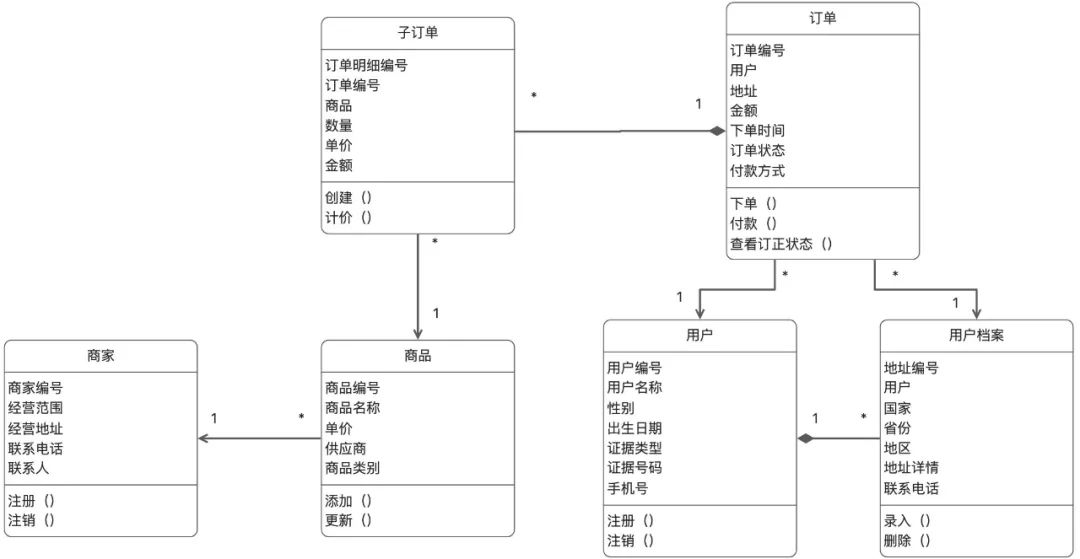 子订单
订单明细编号
订单编号
商品
数量
单价
金额
创建（）
计价（）
*
1
订单
订单编号
用户
地址
金额
下单时间
订单状态
付款方式
下单（）
付款（）
查看订正状态（）
*
1
*
1
*
1
商家
商家编号
经营范围
经营地址
联系电话
联系人
注册（）
注销（）
1
*
商品
商品编号
商品名称
单价
供应商
商品类别
添加（）
更新（）
用户
用户编号
用户名称
性别
出生日期
证据类型
证据号码
手机号
注册（）
注销（）
1
*
用户档案
地址编号
用户
国家
省份
地区
地址详情
联系电话
录入（）
删除（）